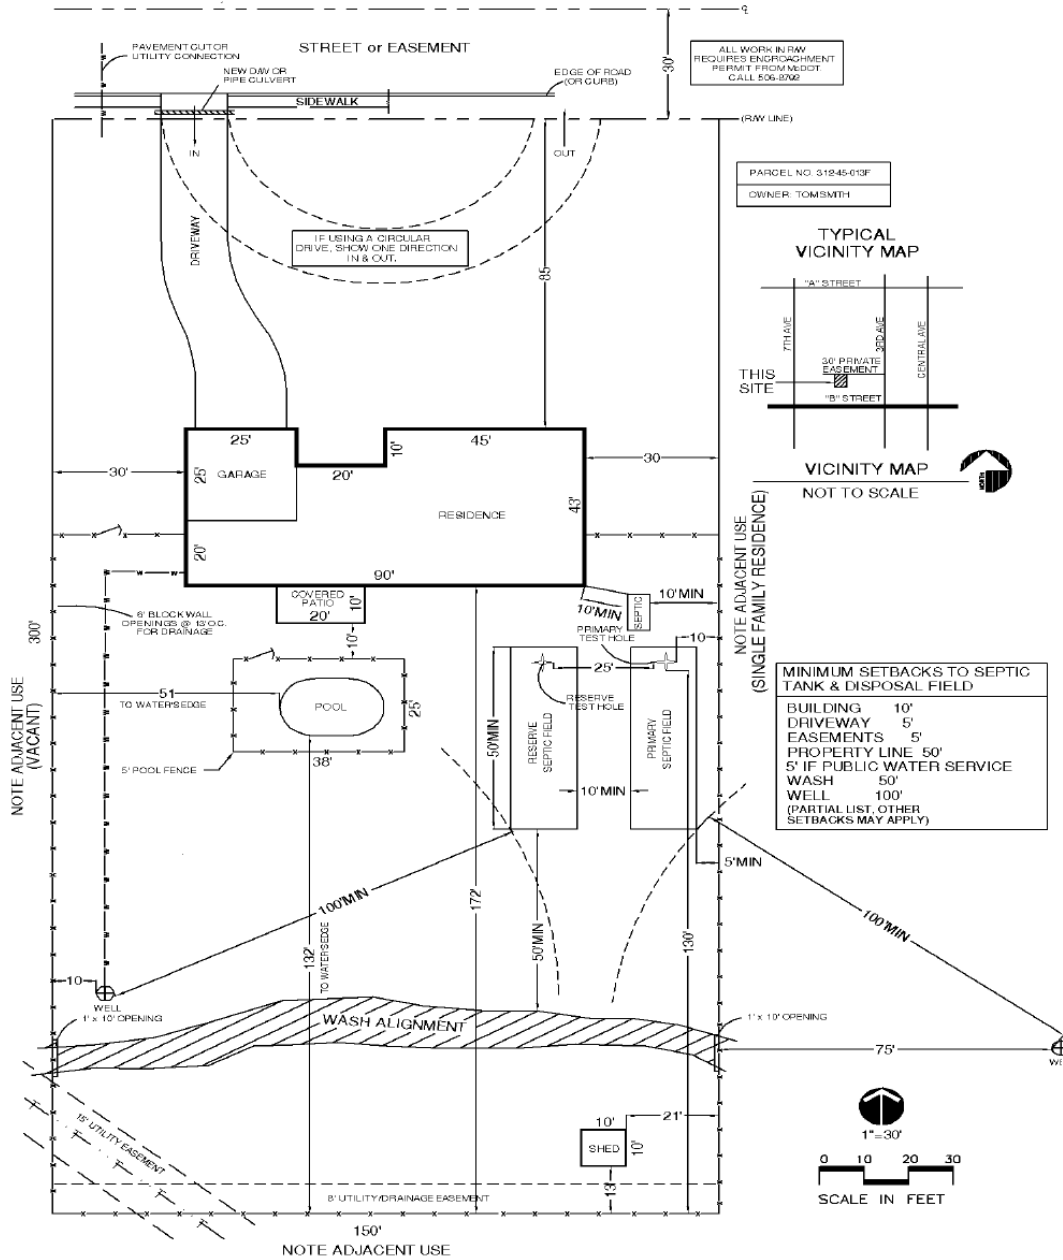 PAVEMENT CUT OR
UTILITY CONNECTION
STREET or EASEMENT
NEW D/W OR
PIPE CULVERT
SIDEWALK
EDGE OF ROAD
(OR CURB)
30'
ALL WORK IN R/W
REQUIRES ENCROACHMENT
PERMIT FROM McDOT.
CALL 506-8798
(R/W LINE)
IN
OUT
DRIVEWAY
IF USING A CIRCULAR
DRIVE, SHOW ONE DIRECTION
IN & OUT.
85
PARCEL NO. 312-45-013F
OWNER: TOM SMITH
TYPICAL
VICINITY MAP
"A" STREET
7TH AVE
3RD AVE
CENTRAL AVE
30' PRIVATE
EASEMENT
THIS
SITE
"B" STREET
VICINITY MAP
NOT TO SCALE
NORTH
25'
45'
10'
20'
30'
25'
GARAGE
30
RESIDENCE
43'
20'
90'
COVERED
PATIO
20'
10'
10'
6' BLOCKWALL
OPENINGS @ 13' O.C.
FOR DRAINAGE
300'
NOTE ADJACENT USE
(VACANT)
NOTE ADJACENT USE
(SINGLE FAMILY RESIDENCE)
10'MIN
SEPTIC
10'MIN
PRIMARY
TEST HOLE
10
25'
RESERVE
TEST HOLE
51
TO WATER'S EDGE
POOL
25'
38'
5' POOL FENCE
50'MIN
RESERVE
SEPTIC FIELD
PRIMARY
SEPTIC FIELD
10'MIN
MINIMUM SETBACKS TO SEPTIC
TANK & DISPOSAL FIELD
BUILDING 10'
DRIVEWAY 5'
EASEMENTS 5'
PROPERTY LINE 50'
5' IF PUBLIC WATER SERVICE
WASH 50'
WELL 100'
(PARTIAL LIST, OTHER
SETBACKS MAY APPLY)
5'MIN
100'MIN
100'MIN
172'
132'
TO WATER'S EDGE
50'MIN
130'
10
WELL
1' x 10' OPENING
WASH ALIGNMENT
1' x 10' OPENING
75'
WE
15' UTILITY EASEMENT
10'
10'
SHED
21'
13'
8' UTILITY/DRAINAGE EASEMENT
150'
NOTE ADJACENT USE
1"=30'
0 10 20 30
SCALE IN FEET